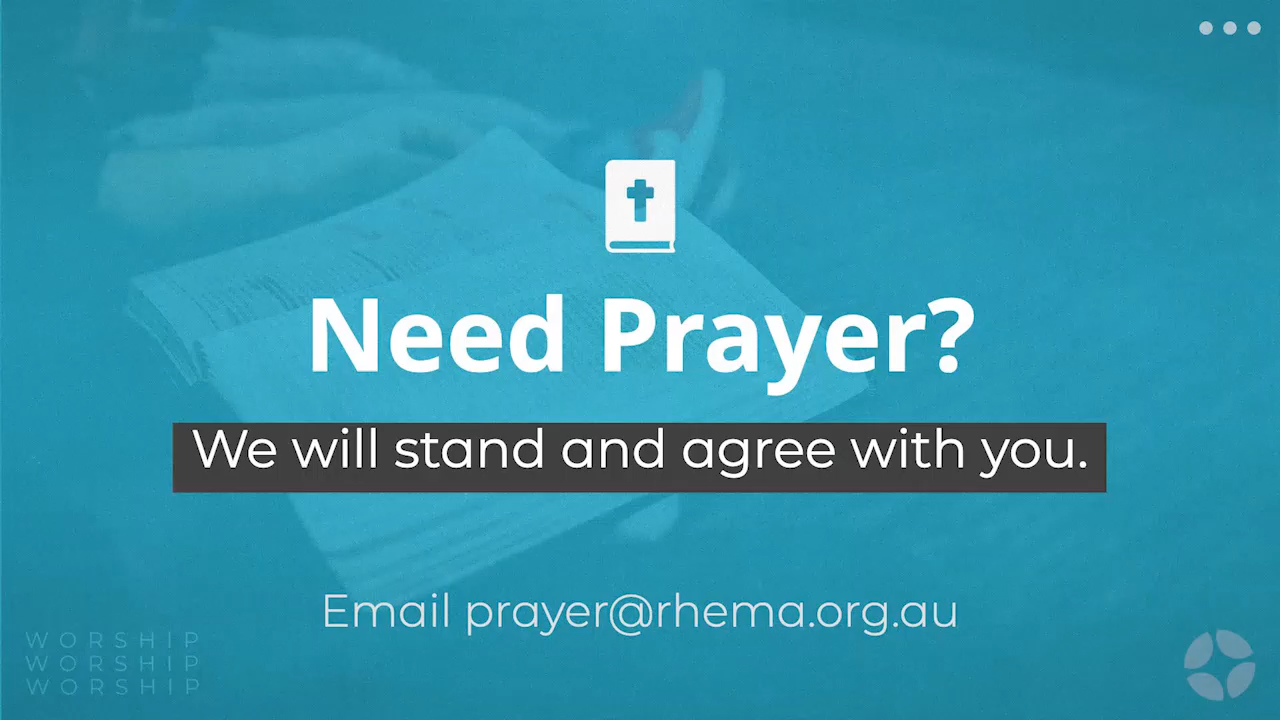 Need Prayer?
We will stand and agree with you.
Email prayer@rhema.org.au
WORSHIP
WORSHIP
WORSHIP